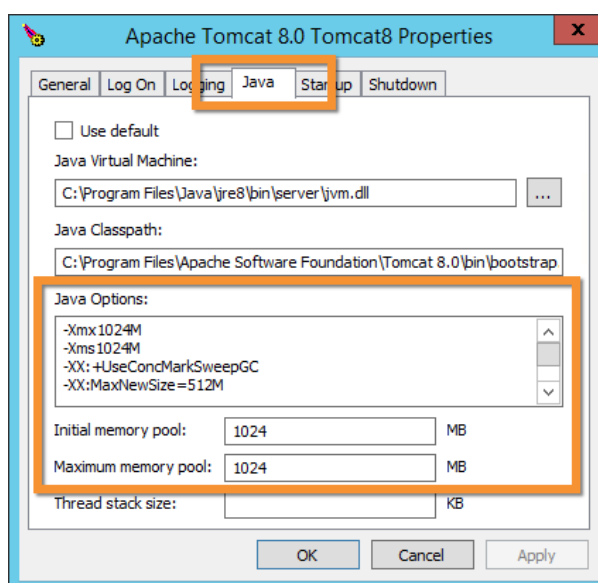 Apache Tomcat 8.0 Tomcat8 Properties
x
General Log On Logging Java Startup Shutdown
Use default
Java Virtual Machine:
C:\Program Files\Java\jre8\bin\server\jvm.dll ...
Java Classpath:
C:\Program Files\Apache Software Foundation\Tomcat 8.0\bin\bootstrap
Java Options:
-Xmx1024M
-Xms1024M
-XX:+UseConcMarkSweepGC
-XX:MaxNewSize=512M
Initial memory pool: 1024 MB
Maximum memory pool: 1024 MB
Thread stack size: KB
OK Cancel Apply